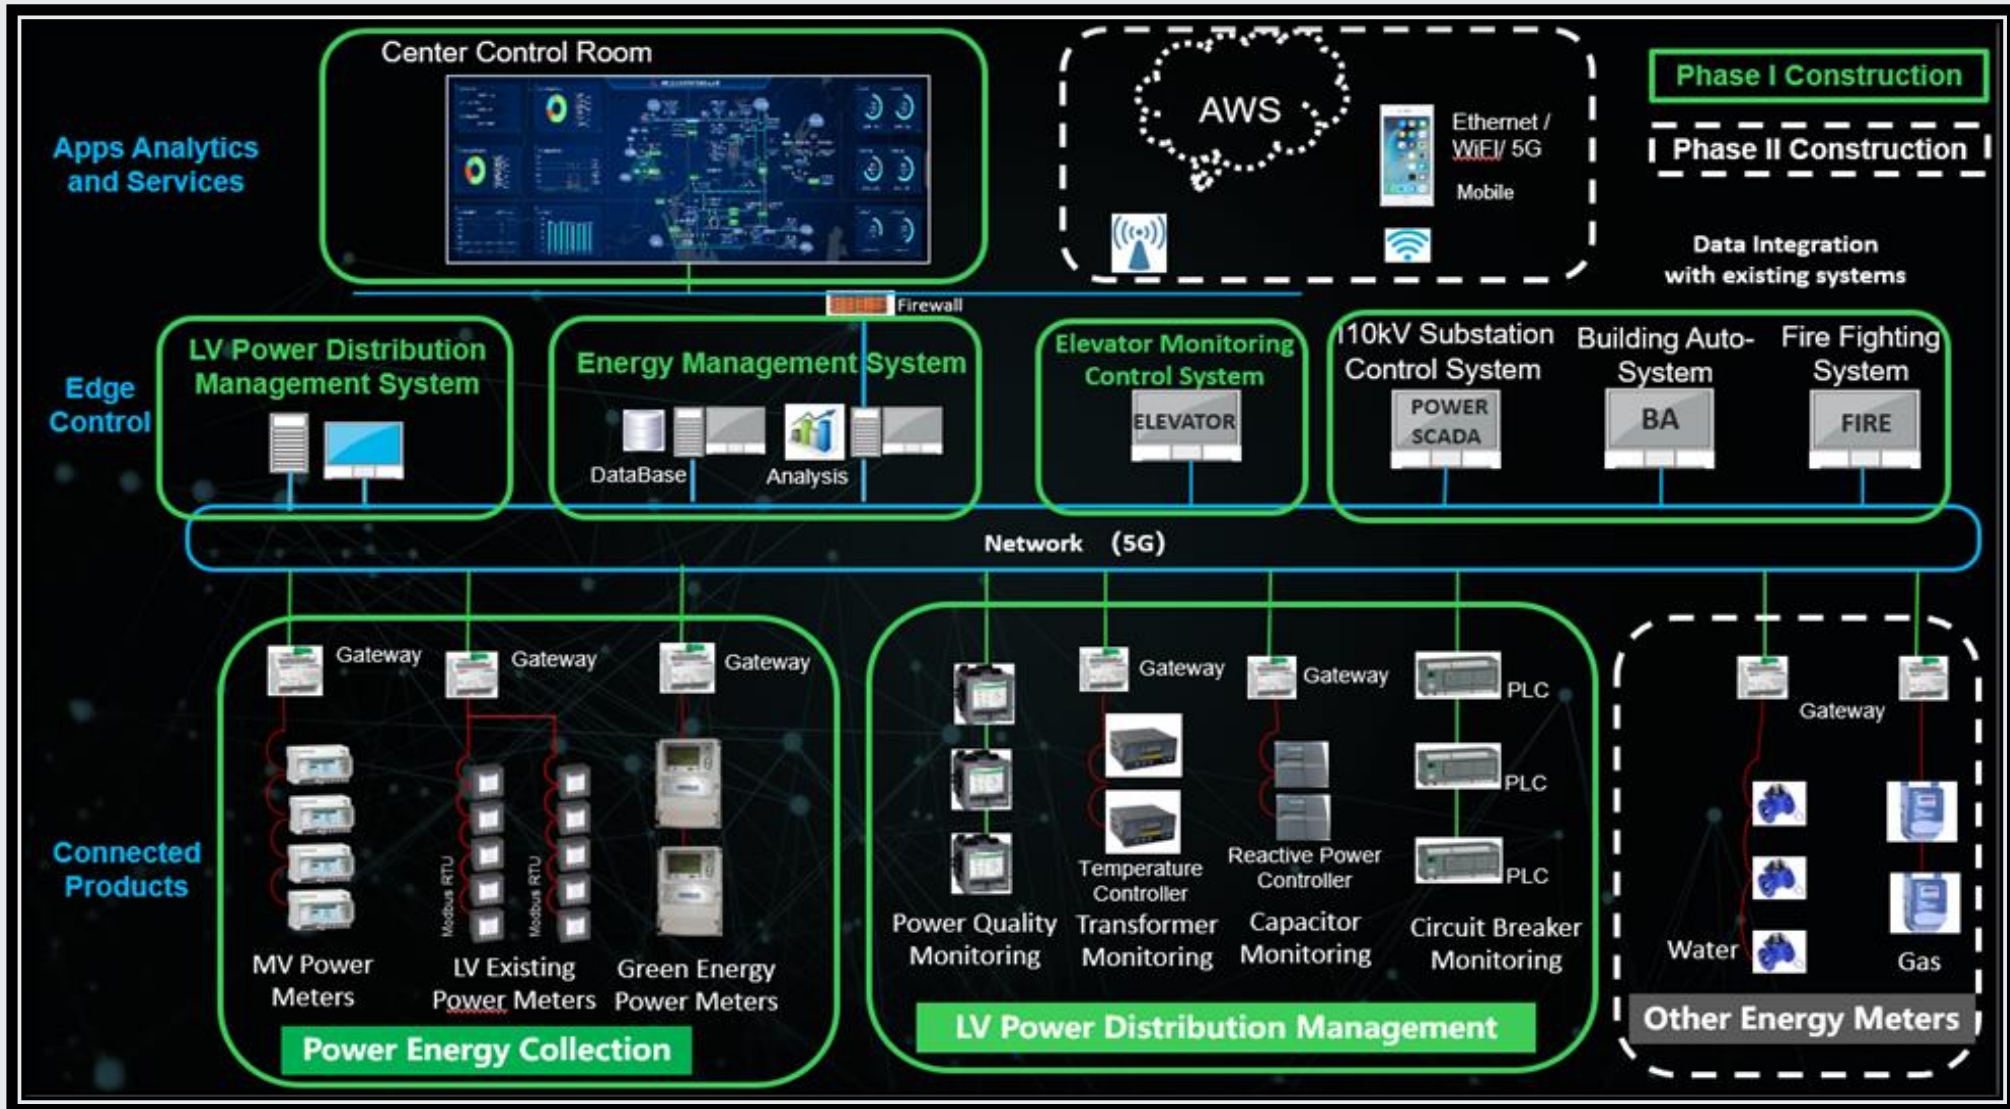 Center Control Room
AWS
Ethernet /
WiFI/ 5G
Mobile
Phase I Construction
Phase II Construction
Apps Analytics
and Services
Data Integration
with existing systems
Firewall
Edge
Control
LV Power Distribution
Management System
Energy Management System
DataBase
Analysis
Elevator Monitoring
Control System
ELEVATOR
110kV Substation
Control System
POWER
SCADA
Building Auto-
System
BA
Fire Fighting
System
FIRE
Network (5G)
Connected
Products
Gateway
Gateway
Gateway
Modbus RTU
Modbus RTU
MV Power
Meters
LV Existing
Power Meters
Green Energy
Power Meters
Power Energy Collection
Gateway
Gateway
PLC
PLC
PLC
Temperature
Controller
Reactive Power
Controller
Power Quality
Monitoring
Transformer
Monitoring
Capacitor
Monitoring
Circuit Breaker
Monitoring
LV Power Distribution Management
Gateway
Water
Gas
Other Energy Meters